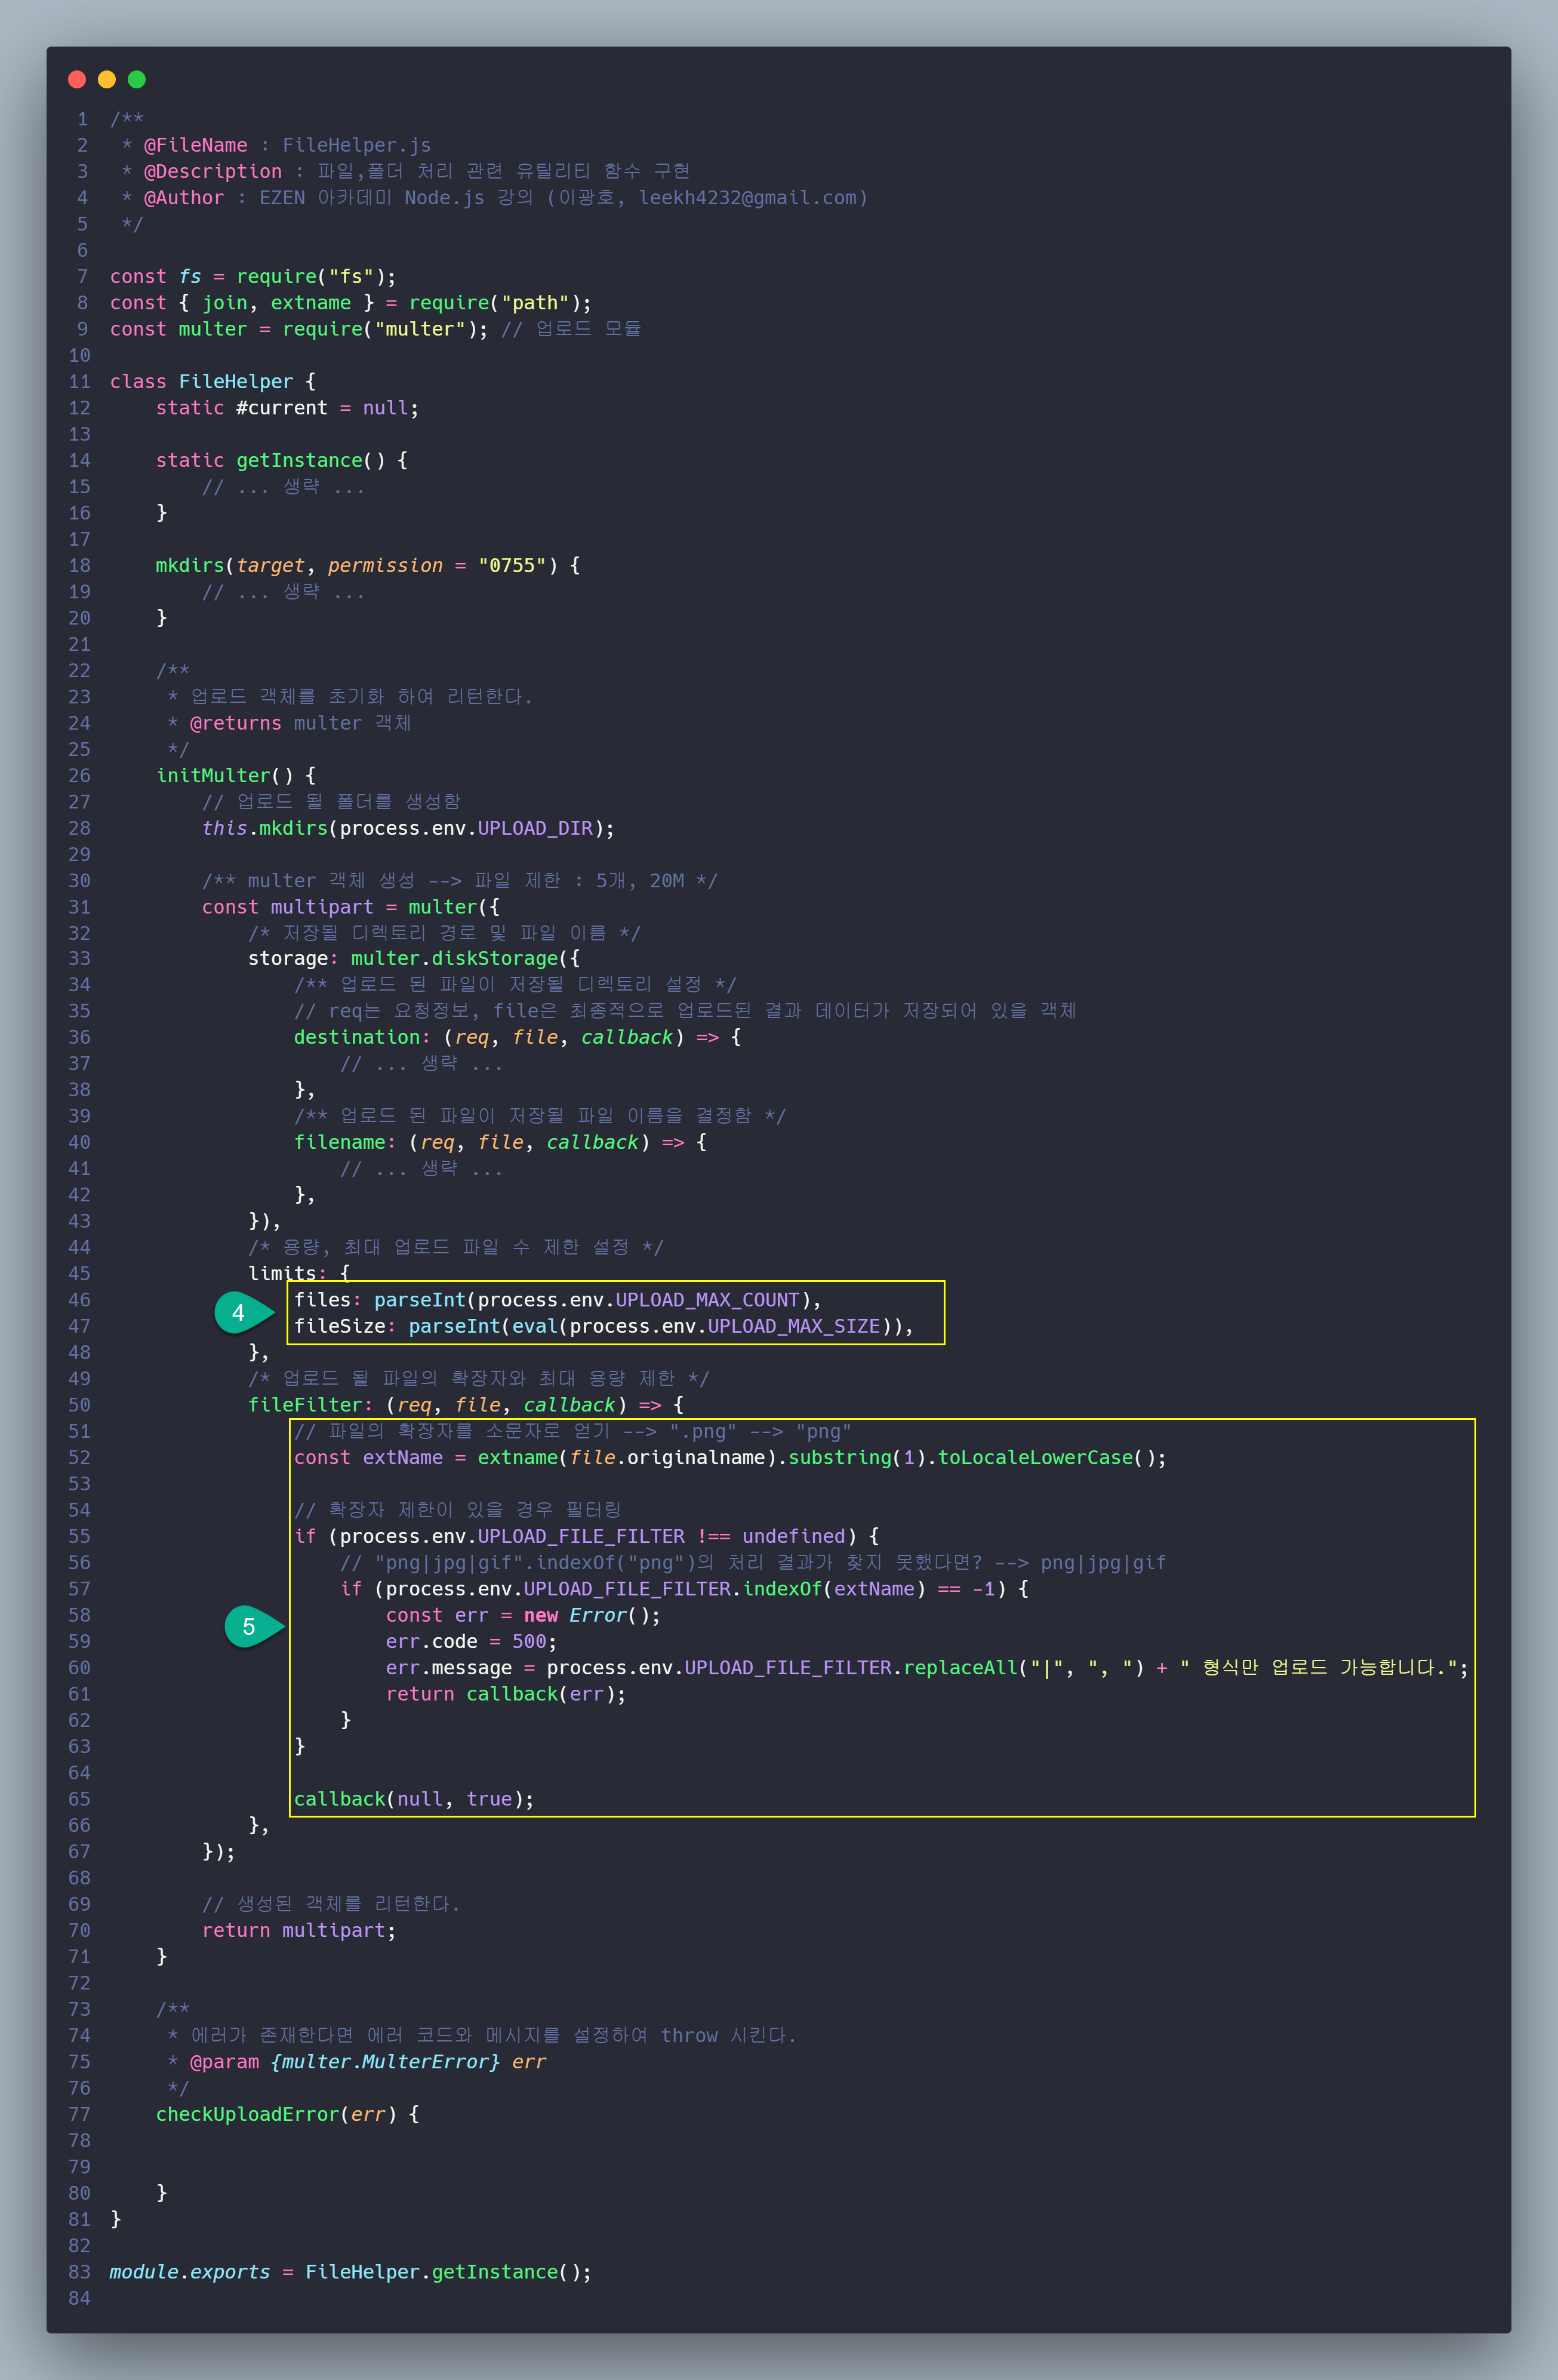 1 /**
2  * @FileName : FileHelper.js
3  * @Description : 파일,폴더 처리 관련 유틸리티 함수 구현
4  * @Author : EZEN 아카데미 Node.js 강의 (이광호, leekh4232@gmail.com)
5  */
6
7 const fs = require("fs");
8 const { join, extname } = require("path");
9 const multer = require("multer"); // 업로드 모듈
10
11 class FileHelper {
12     static #current = null;
13
14     static getInstance() {
15         // ... 생략 ...
16     }
17
18     mkdirs(target, permission = "0755") {
19         // ... 생략 ...
20     }
21
22     /**
23      * 업로드 객체를 초기화 하여 리턴한다.
24      * @returns multer 객체
25      */
26     initMulter() {
27         // 업로드 될 폴더를 생성함
28         this.mkdirs(process.env.UPLOAD_DIR);
29
30         /** multer 객체 생성 --> 파일 제한 : 5개, 20M */
31         const multipart = multer({
32             /* 저장될 디렉토리 경로 및 파일 이름 */
33             storage: multer.diskStorage({
34                 /** 업로드 된 파일이 저장될 디렉토리 설정 */
35                 // req는 요청정보, file은 최종적으로 업로드된 결과 데이터가 저장되어 있을 객체
36                 destination: (req, file, callback) => {
37                     // ... 생략 ...
38                 },
39                 /** 업로드 된 파일이 저장될 파일 이름을 결정함 */
40                 filename: (req, file, callback) => {
41                     // ... 생략 ...
42                 },
43             }),
44             /* 용량, 최대 업로드 파일 수 제한 설정 */
45             limits: {
46                 files: parseInt(process.env.UPLOAD_MAX_COUNT),
4
47                 fileSize: parseInt(eval(process.env.UPLOAD_MAX_SIZE)),
48             },
49             /* 업로드 될 파일의 확장자와 최대 용량 제한 */
50             fileFilter: (req, file, callback) => {
51                 // 파일의 확장자를 소문자로 얻기 --> ".png" --> "png"
52                 const extName = extname(file.originalname).substring(1).toLocaleLowerCase();
53
54                 // 확장자 제한이 있을 경우 필터링
55                 if (process.env.UPLOAD_FILE_FILTER !== undefined) {
56                     // "png|jpg|gif".indexOf("png")의 처리 결과가 찾지 못했다면? --> png|jpg|gif
57                     if (process.env.UPLOAD_FILE_FILTER.indexOf(extName) == -1) {
58                         const err = new Error();
5
59                         err.code = 500;
60                         err.message = process.env.UPLOAD_FILE_FILTER.replaceAll("|", ", ") + " 형식만 업로드 가능합니다.";
61                         return callback(err);
62                     }
63                 }
64
65                 callback(null, true);
66             },
67         });
68
69         // 생성된 객체를 리턴한다.
70         return multipart;
71     }
72
73     /**
74      * 에러가 존재한다면 에러 코드와 메시지를 설정하여 throw 시킨다.
75      * @param {multer.MulterError} err
76      */
77     checkUploadError(err) {
78
79
80     }
81 }
82
83 module.exports = FileHelper.getInstance();
84